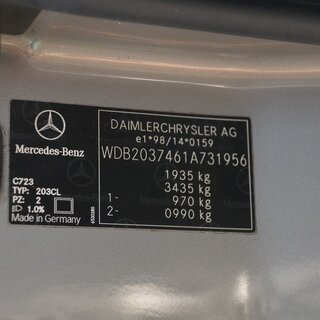 Mercedes-Benz
DAIMLERCHRYSLER AG
e1*98/14*0159
WDB2037461A731956
1935 kg
3435 kg
1- 970 kg
2- 0990 kg
C723
TYP: 203CL
PZ: 2
1.0%
Made in Germany